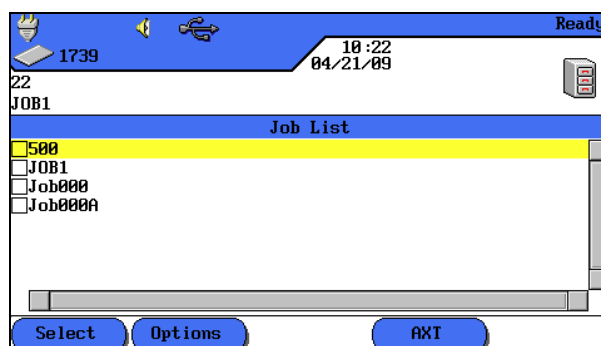 Ready
1739
10:22
04/21/09
22
JOB1
Job List
500
JOB1
Job000
Job000A
Select Options AXT